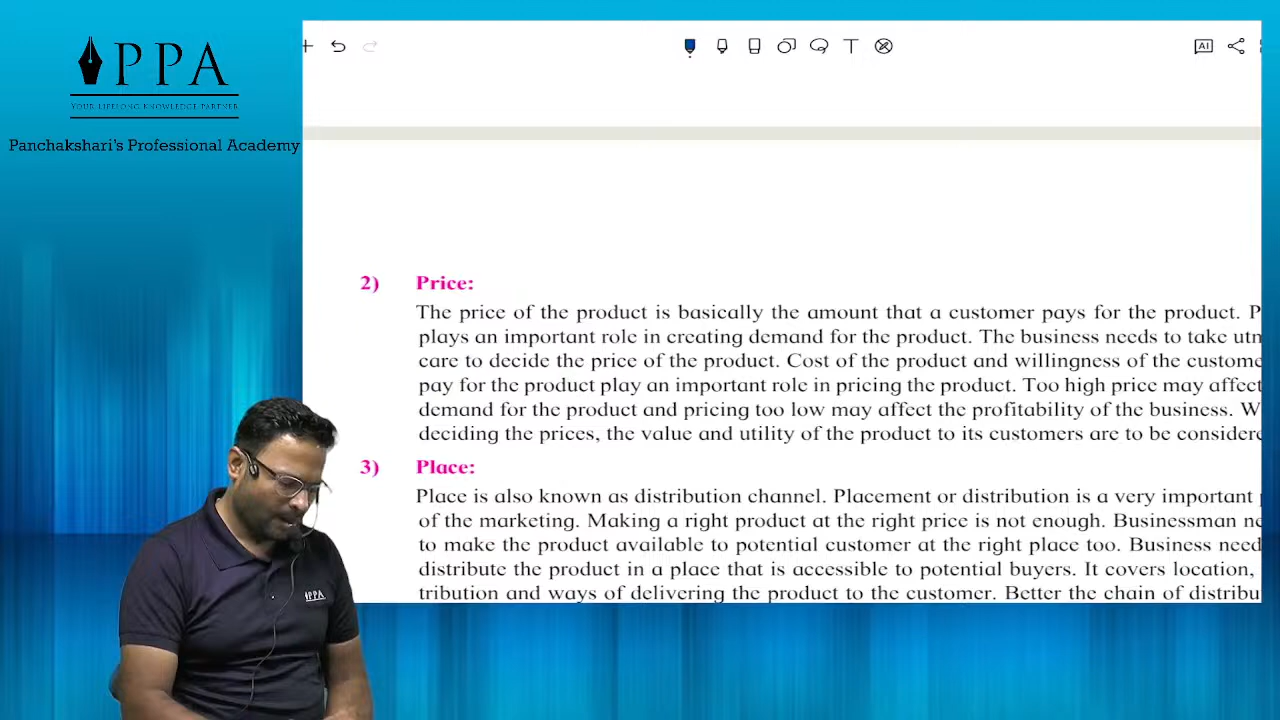 PPA
YOUR LIFELONG KNOWLEDGE PARTNER
Panchakshari's Professional Academy
AI
T
2) Price:
The price of the product is basically the amount that a customer pays for the product. P
plays an important role in creating demand for the product. The business needs to take utm
care to decide the price of the product. Cost of the product and willingness of the custome
pay for the product play an important role in pricing the product. Too high price may affect
demand for the product and pricing too low may affect the profitability of the business. W
deciding the prices, the value and utility of the product to its customers are to be considere
3) Place:
Place is also known as distribution channel. Placement or distribution is a very important
of the marketing. Making a right product at the right price is not enough. Businessman ne
to make the product available to potential customer at the right place too. Business need
distribute the product in a place that is accessible to potential buyers. It covers location,
tribution and ways of delivering the product to the customer. Better the chain of distribu
PPA